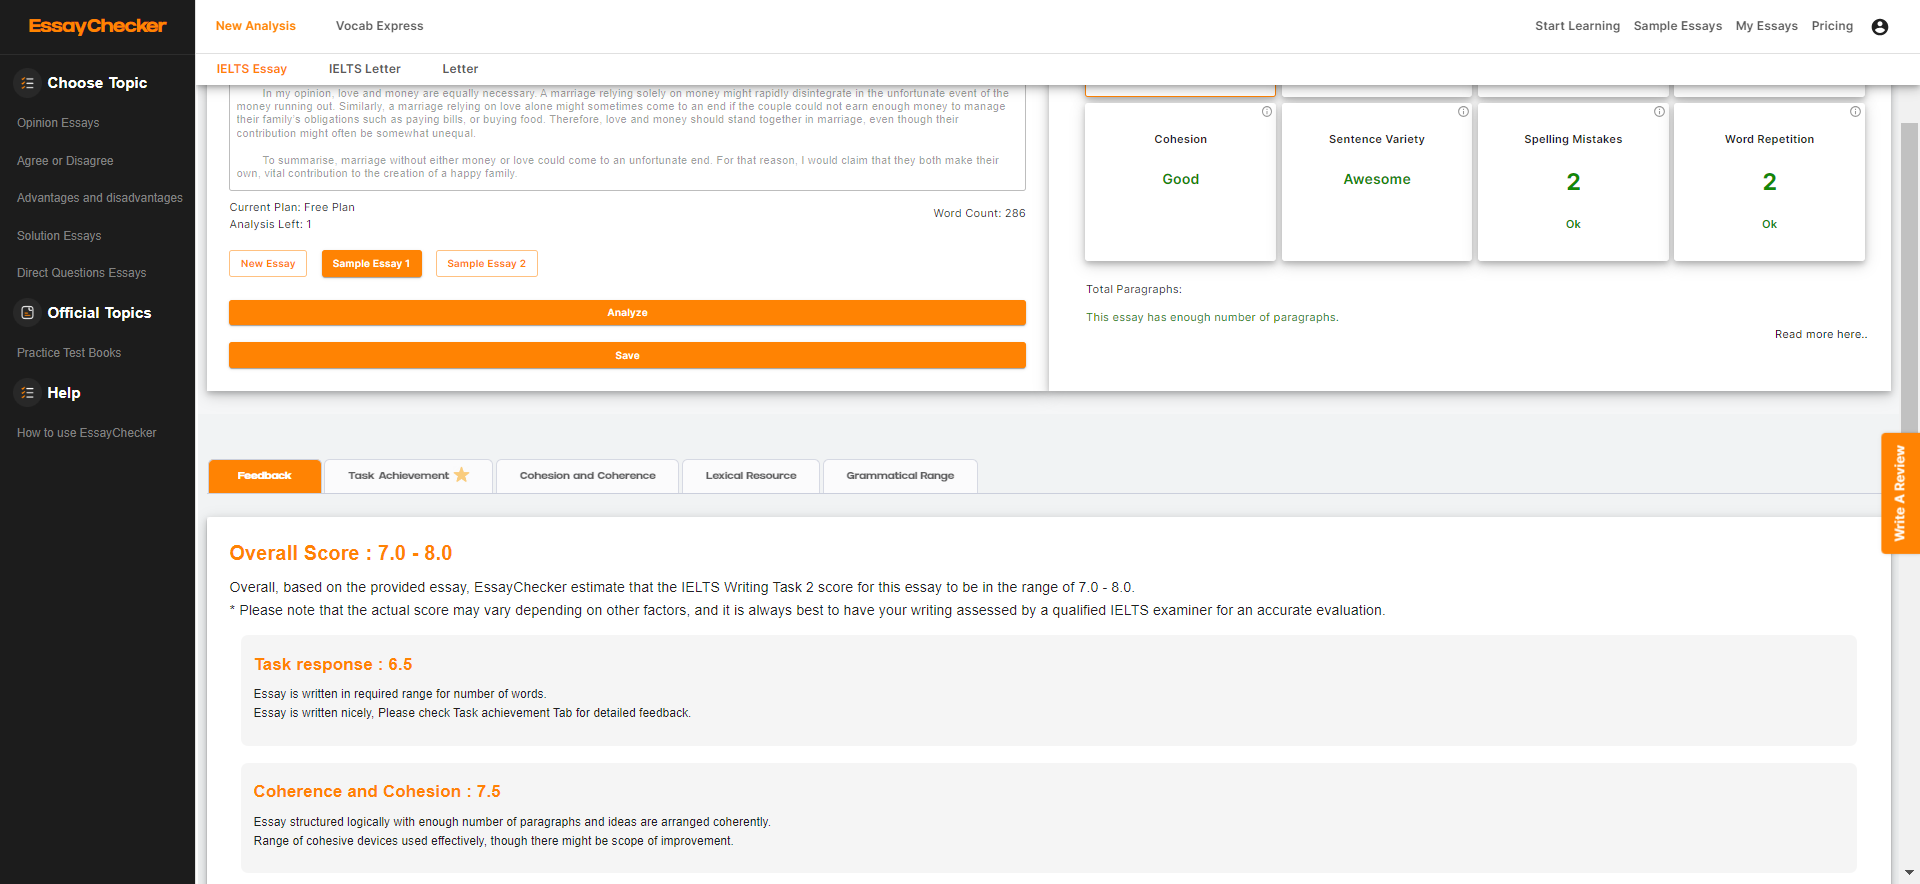 EssayChecker
Choose Topic
Opinion Essays
Agree or Disagree
Advantages and disadvantages
Solution Essays
Direct Questions Essays
Official Topics
Practice Test Books
Help
How to use EssayChecker
New Analysis
Vocab Express
Start Learning
Sample Essays
My Essays
Pricing
IELTS Essay
IELTS Letter
Letter
In my opinion, love and money are equally necessary. A marriage relying solely on money might rapidly disintegrate in the unfortunate event of the
money running out. Similarly, a marriage relying on love alone might sometimes come to an end if the couple could not earn enough money to manage
their family's obligations such as paying bills, or buying food. Therefore, love and money should stand together in marriage, even though their
contribution might often be somewhat unequal.
To summarise, marriage without either money or love could come to an unfortunate end. For that reason, I would claim that they both make their
own, vital contribution to the creation of a happy family.
Current Plan: Free Plan
Analysis Left: 1
Word Count: 286
New Essay
Sample Essay 1
Sample Essay 2
Analyze
Save
Cohesion
Good
Sentence Variety
Awesome
Spelling Mistakes
2
Ok
Word Repetition
2
Ok
Total Paragraphs:
This essay has enough number of paragraphs.
Read more here..
Write A Review
Feedback
Task Achievement
Cohesion and Coherence
Lexical Resource
Grammatical Range
Overall Score : 7.0 - 8.0
Overall, based on the provided essay, EssayChecker estimate that the IELTS Writing Task 2 score for this essay to be in the range of 7.0 - 8.0.
* Please note that the actual score may vary depending on other factors, and it is always best to have your writing assessed by a qualified IELTS examiner for an accurate evaluation.
Task response : 6.5
Essay is written in required range for number of words.
Essay is written nicely, Please check Task achievement Tab for detailed feedback.
Coherence and Cohesion : 7.5
Essay structured logically with enough number of paragraphs and ideas are arranged coherently.
Range of cohesive devices used effectively, though there might be scope of improvement.